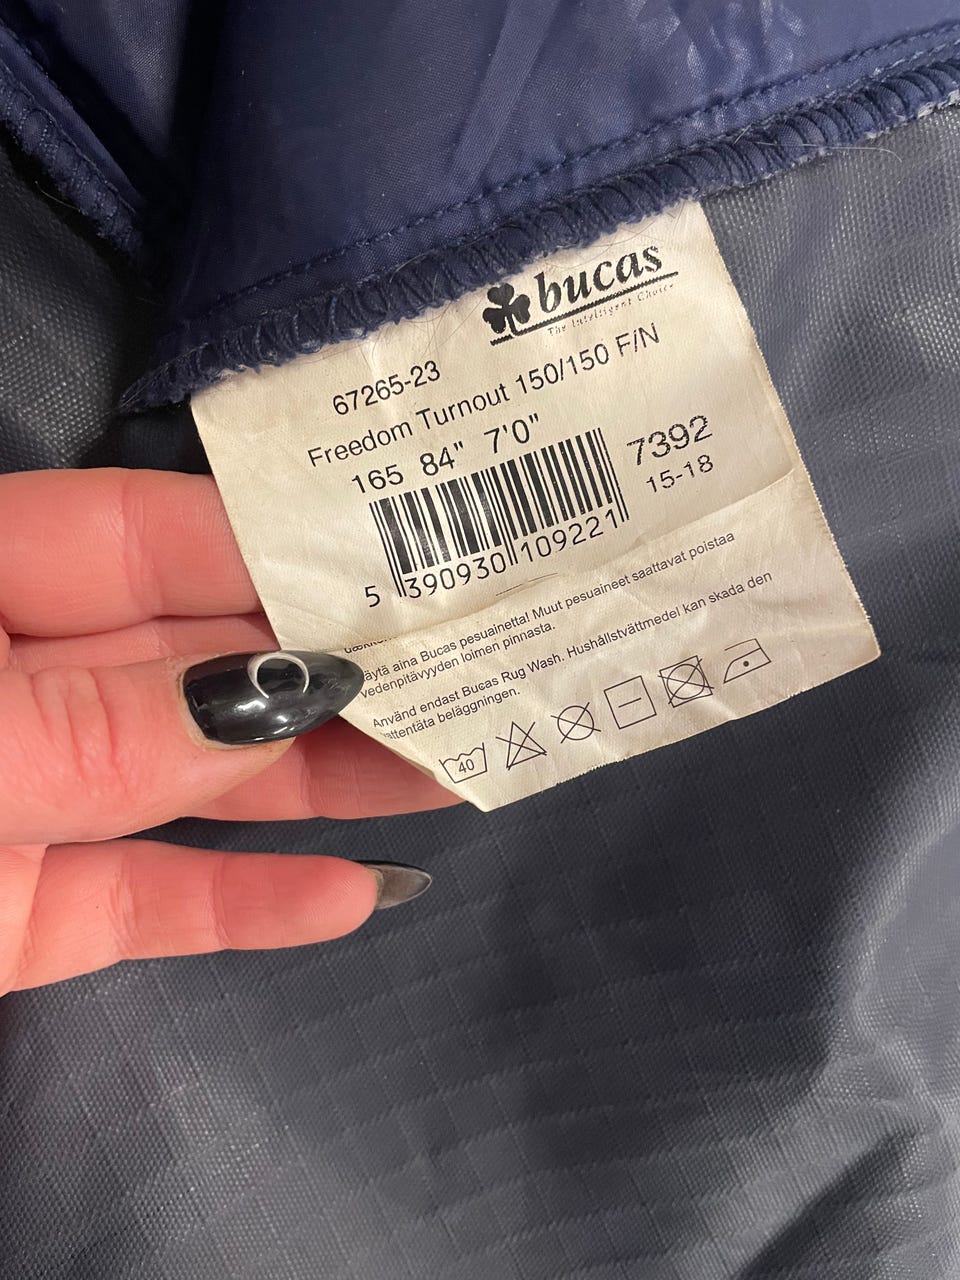 bucas
The Intelligent Choice
67265-23
Freedom Turnout 150/150 F/N
165 84" 7'0"
7392
15-18
5 390930 109221
aina Bucas pesuainetta! Muut pesuaineet saattavat poistaa
vedenpitävyyden loimen pinnasta.
Använd endast Bucas Rug Wash. Hushållstvättmedel kan skada den
vattentäta beläggningen.
40